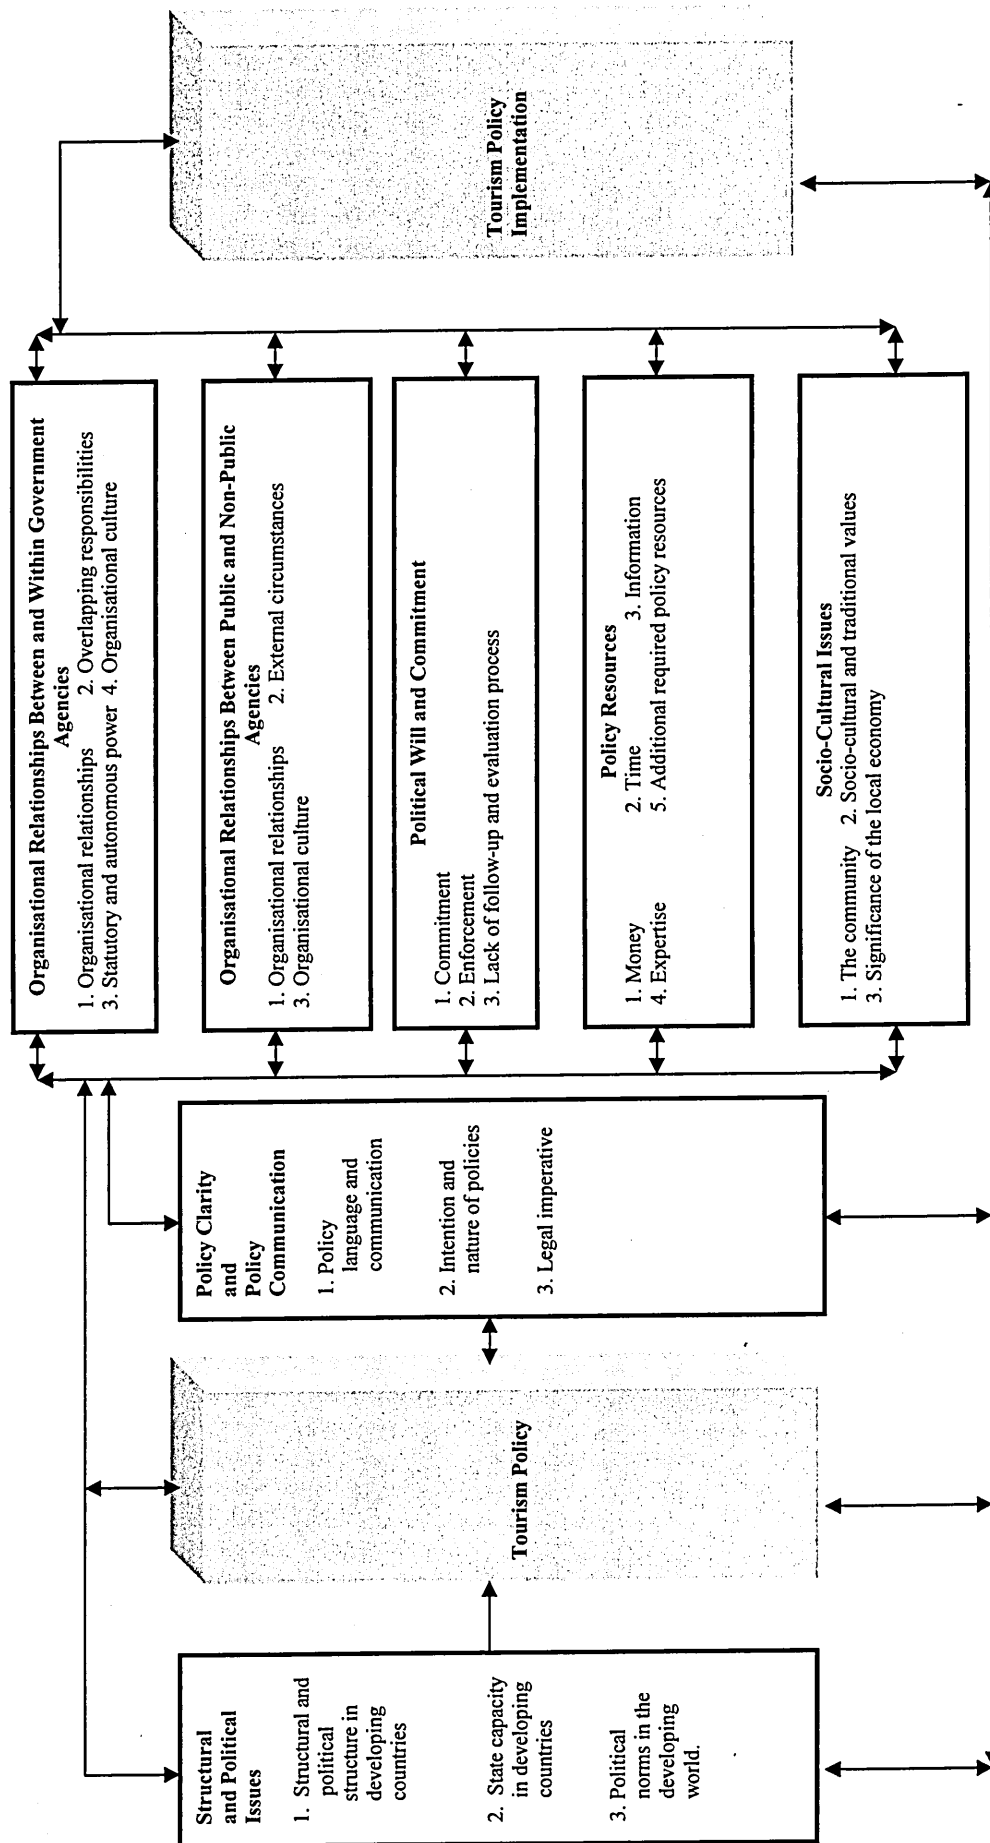 Structural
and Political
Issues
1. Structural and
political
structure in
developing
countries
2. State capacity
in developing
countries
3. Political
norms in the
developing
world.
Tourism Policy
Policy Clarity
and Policy
Communication
1. Policy
language and
communication
2. Intention and
nature of policies
3. Legal imperative
Organisational Relationships Between and Within Government
Agencies
1. Organisational relationships 2. Overlapping responsibilities
3. Statutory and autonomous power 4. Organisational culture
Organisational Relationships Between Public and Non-Public
Agencies
1. Organisational relationships 2. External circumstances
3. Organisational culture
Political Will and Commitment
1. Commitment
2. Enforcement
3. Lack of follow-up and evaluation process
Policy Resources
1. Money 2. Time 3. Information
4. Expertise 5. Additional required policy resources
Socio-Cultural Issues
1. The community 2. Socio-cultural and traditional values
3. Significance of the local economy
Tourism Policy
Implementation